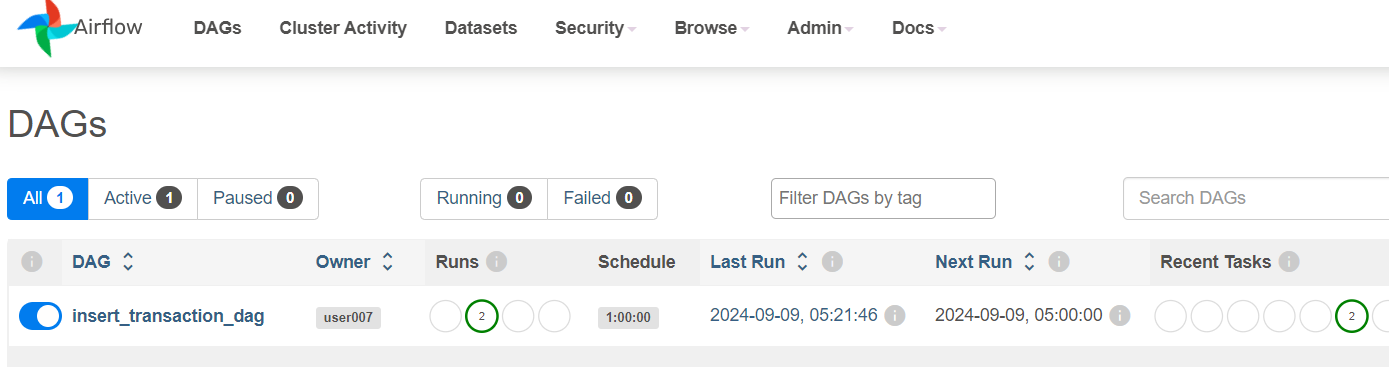 Airflow DAGs Cluster Activity Datasets Security Browse Admin Docs
DAGs
All 1 Active 1 Paused 0 Running 0 Failed 0 Filter DAGs by tag Search DAGs
i DAG Owner Runs i Schedule Last Run i Next Run i Recent Tasks i
insert_transaction_dag user007 2 1:00:00 2024-09-09, 05:21:46 i 2024-09-09, 05:00:00 i 2